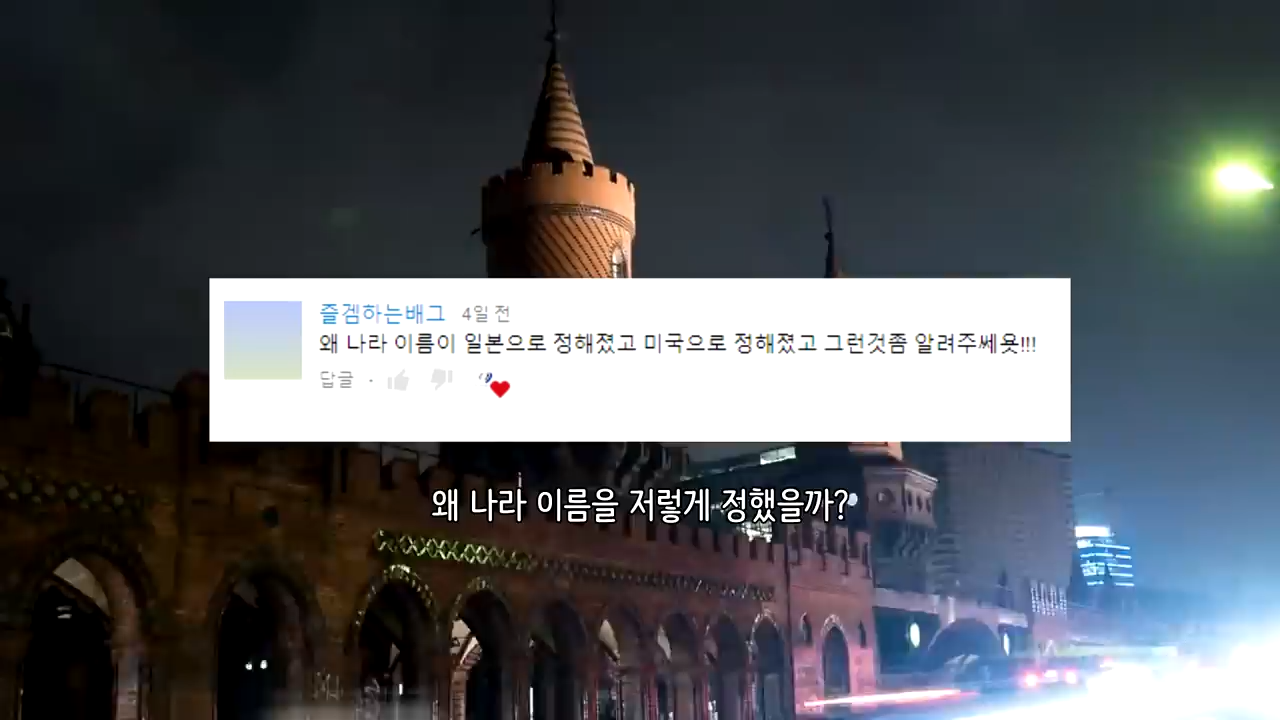 즐겜하는배그 4일 전
왜 나라 이름이 일본으로 정해졌고 미국으로 정해졌고 그런것좀 알려주쎄욧!!!
답글 ·
왜 나라 이름을 저렇게 정했을까?